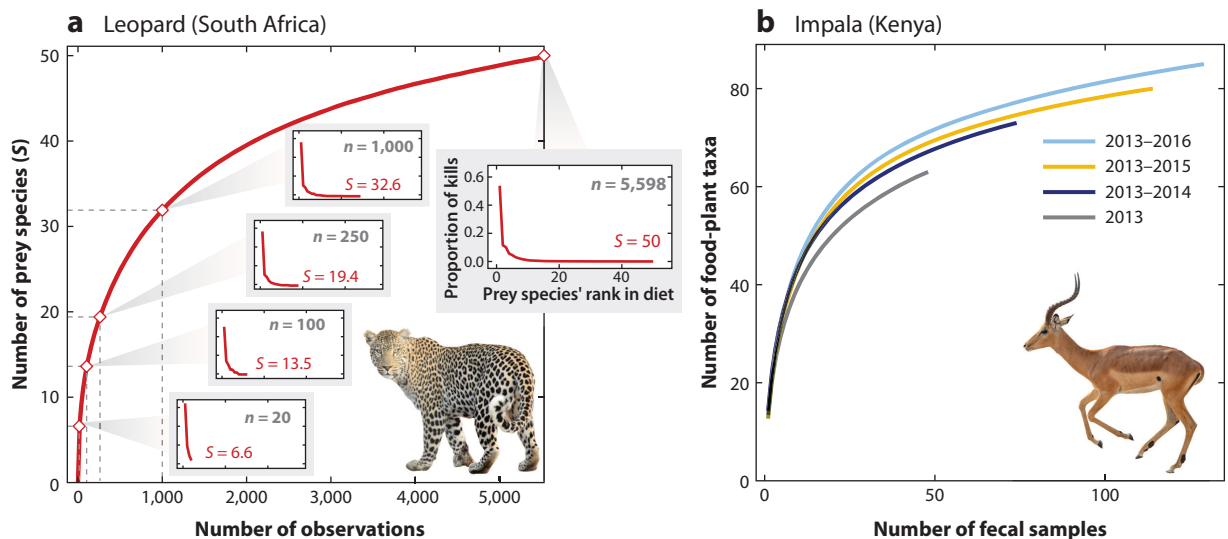 a Leopard (South Africa)
Number of prey species (S)
50
40
30
20
10
0
0
1,000
2,000
3,000
4,000
5,000
Number of observations
n = 1,000
S = 32.6
n = 250
S = 19.4
n = 100
S = 13.5
n = 20
S = 6.6
Proportion of kills
0.6
0.4
0.2
0.0
n = 5,598
S = 50
0
20
40
Prey species' rank in diet
b Impala (Kenya)
Number of food-plant taxa
80
60
40
20
0
0
50
100
Number of fecal samples
2013–2016
2013–2015
2013–2014
2013